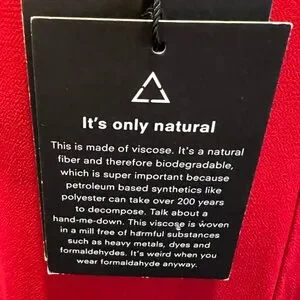 It's only natural
This is made of viscose. It's a natural
fiber and therefore biodegradable,
which is super important because
petroleum based synthetics like
polyester can take over 200 years
to decompose. Talk about a
hand-me-down. This viscose is woven
in a mill free of harmful substances
such as heavy metals, dyes and
formaldehydes. It's weird when you
wear formaldahyde anyway.